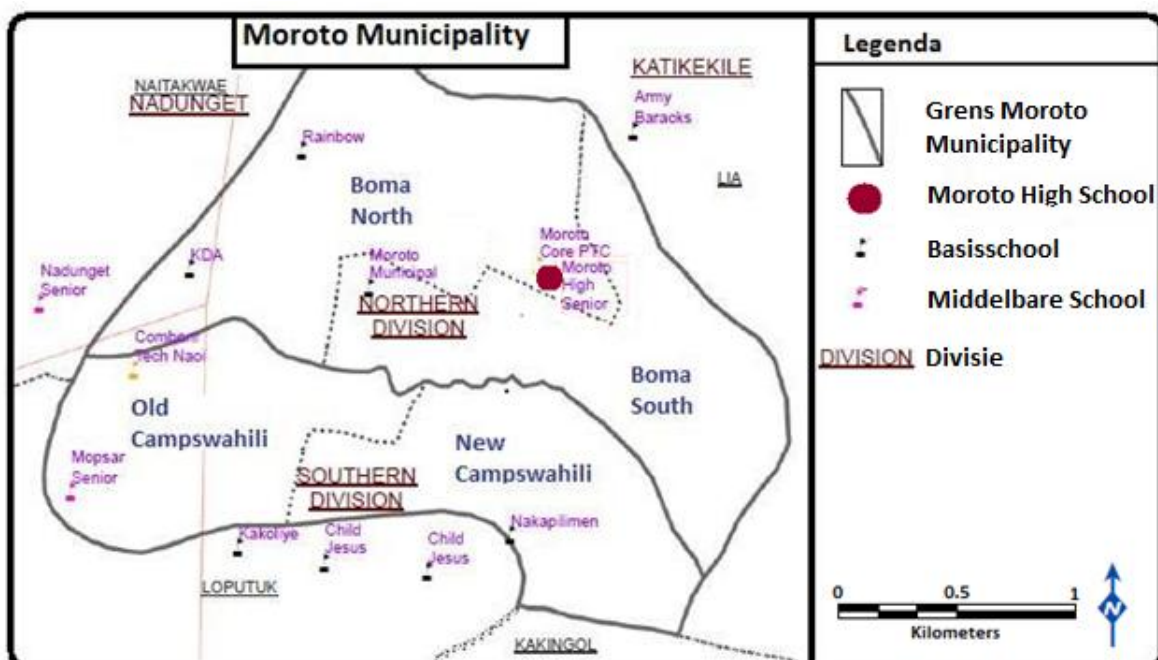 Moroto Municipality
NAITAKWAE
NADUNGET
KATIKEKILE
Army
Baraoks
Rainbow
LIA
Boma
North
KDA
Moroto
Municipal
Moroto
Core PTC
Moroto
High
Senior
Nadunget
Senior
NORTHERN
DIVISION
Comboni
Tech Naoi
Boma
South
Old
Campswahili
New
Campswahili
Mopsar
Senior
SOUTHERN
DIVISION
Nakapilimen
Kakoliye
Child
Jesus
Child
Jesus
LOPUTUK
KAKINGOL
Legenda
Grens Moroto
Municipality
Moroto High School
Basisschool
Middelbare School
DIVISION Divisie
0 0.5 1
Kilometers
N